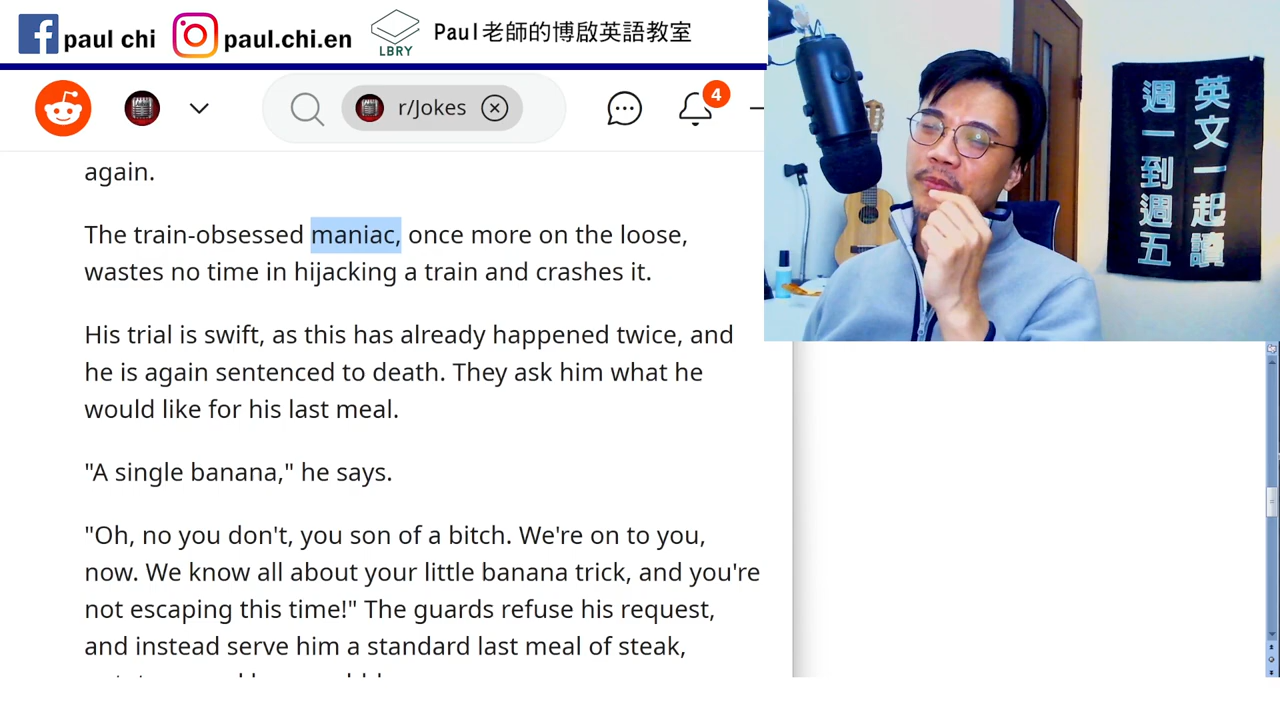 paul chi
paul.chi.en
LBRY
Paul老師的博啟英語教室
r/Jokes
4
again.
The train-obsessed maniac, once more on the loose,
wastes no time in hijacking a train and crashes it.
His trial is swift, as this has already happened twice, and
he is again sentenced to death. They ask him what he
would like for his last meal.
"A single banana," he says.
"Oh, no you don't, you son of a bitch. We're on to you,
now. We know all about your little banana trick, and you're
not escaping this time!" The guards refuse his request,
and instead serve him a standard last meal of steak,
英文一起讀
週一到週五